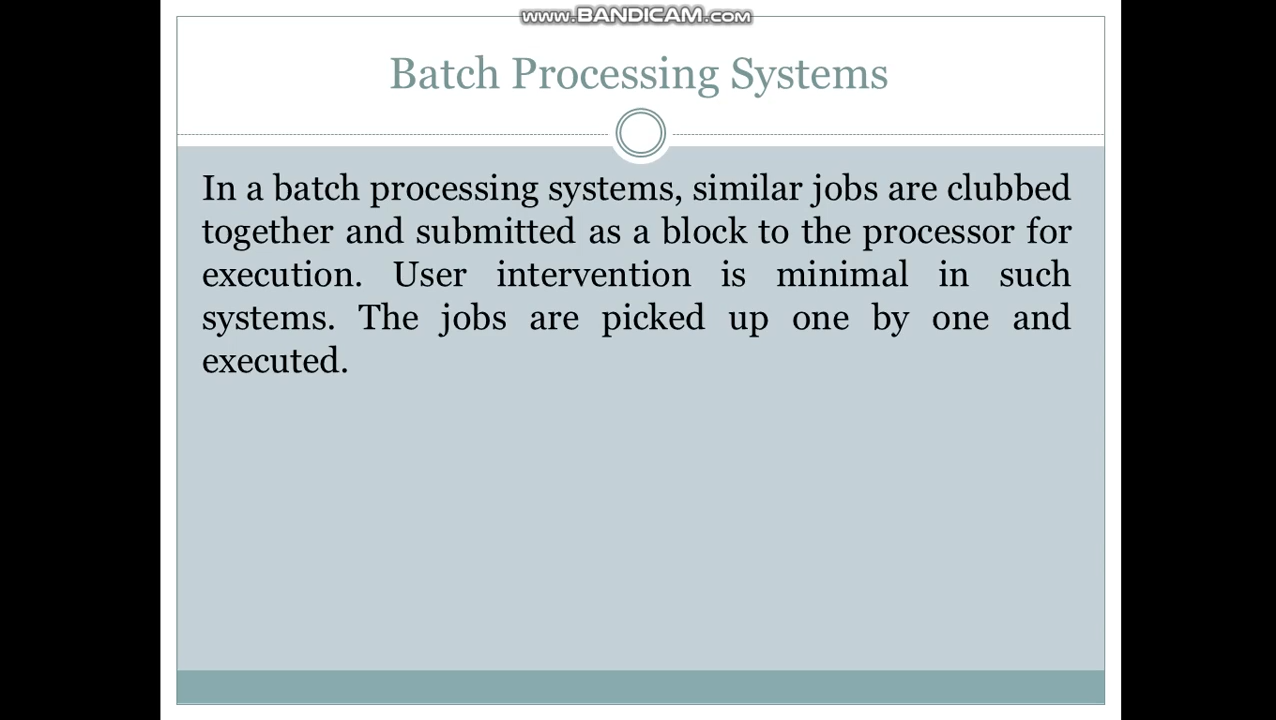 www.BANDICAM.com
Batch Processing Systems
In a batch processing systems, similar jobs are clubbed
together and submitted as a block to the processor for
execution. User intervention is minimal in such
systems. The jobs are picked up one by one and
executed.